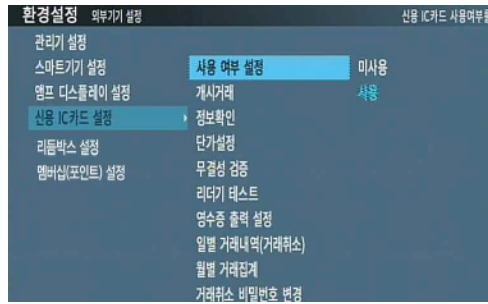 환경설정 외부기기 설정 신용 IC카드 사용여부를
관리기 설정
스마트기기 설정 사용 여부 설정 미사용
앰프 디스플레이 설정 개시거래 사용
신용 IC카드 설정 정보확인
리듬박스 설정 단가설정
멤버십(포인트) 설정 무결성 검증
리더기 테스트
영수증 출력 설정
일별 거래내역(거래취소)
월별 거래집계
거래취소 비밀번호 변경